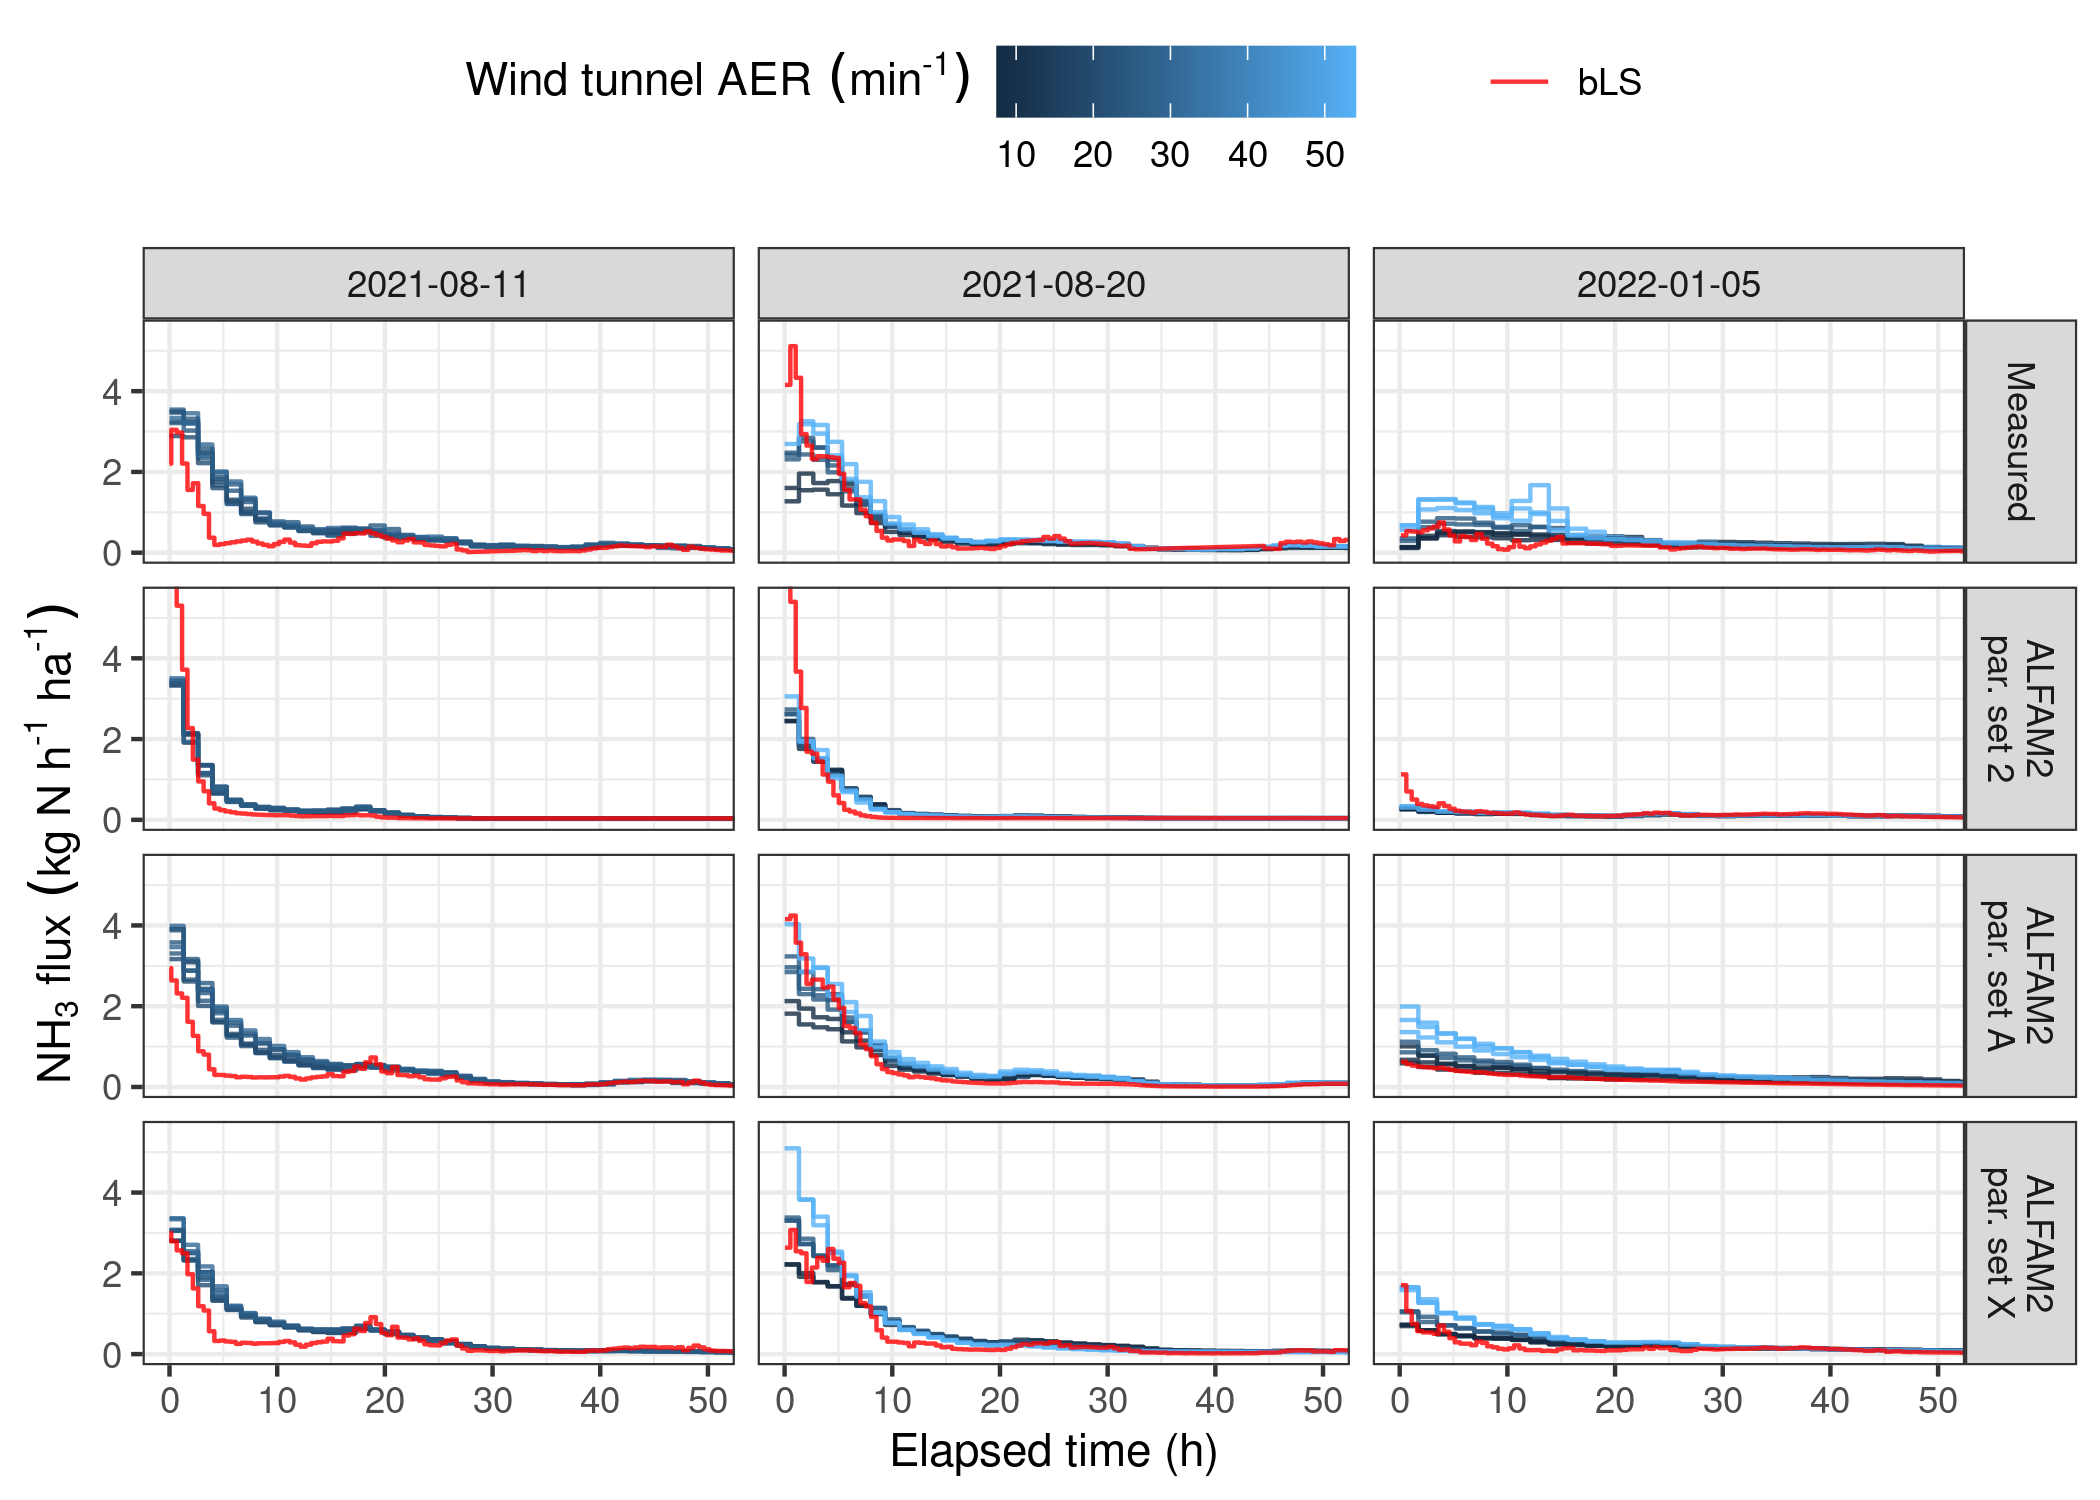 Wind tunnel AER (min-1)
10 20 30 40 50
bLS
2021-08-11 2021-08-20 2022-01-05
NH3 flux (kg N h-1 ha-1)
4
2
0
Measured
4
2
0
ALFAM2
par. set 2
4
2
0
ALFAM2
par. set A
4
2
0
ALFAM2
par. set X
0 10 20 30 40 50 0 10 20 30 40 50 0 10 20 30 40 50
Elapsed time (h)